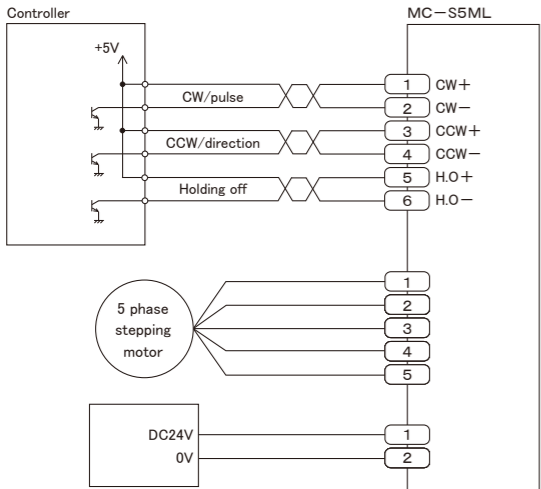 Controller
MC－S5ML
+5V
CW/pulse
CCW/direction
Holding off
1 CW＋
2 CW－
3 CCW＋
4 CCW－
5 H.O＋
6 H.O－
5 phase
stepping
motor
1
2
3
4
5
DC24V
0V
1
2